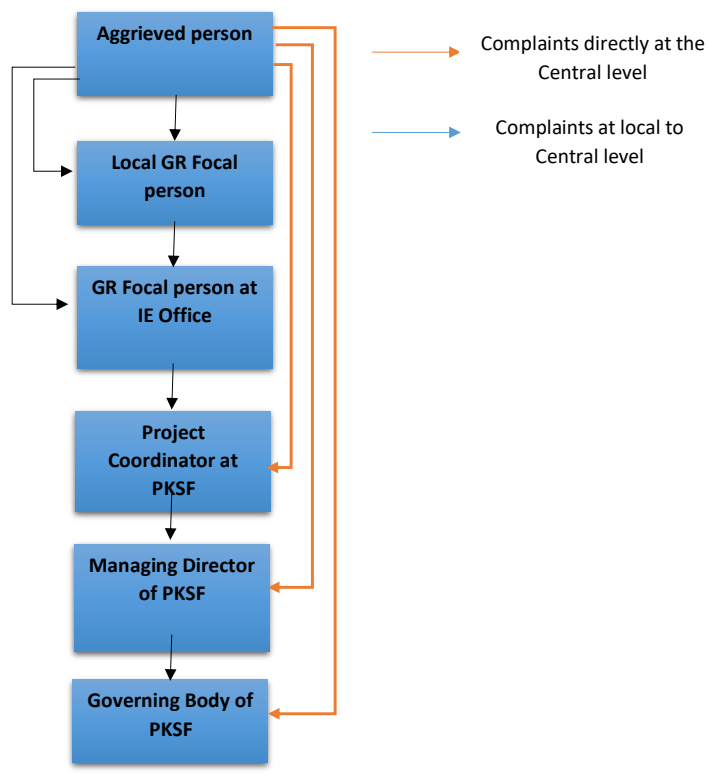 Aggrieved person
Local GR Focal
person
GR Focal person at
IE Office
Project
Coordinator at
PKSF
Managing Director
of PKSF
Governing Body of
PKSF
Complaints directly at the
Central level
Complaints at local to
Central level